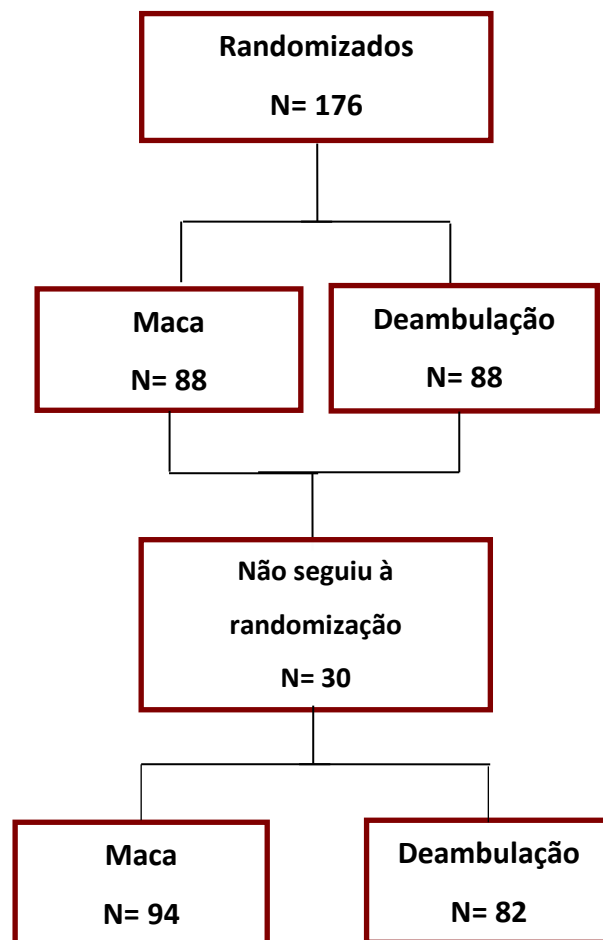 Randomizados
N= 176
Maca
N= 88
Deambulação
N= 88
Não seguiu à
randomização
N= 30
Maca
N= 94
Deambulação
N= 82